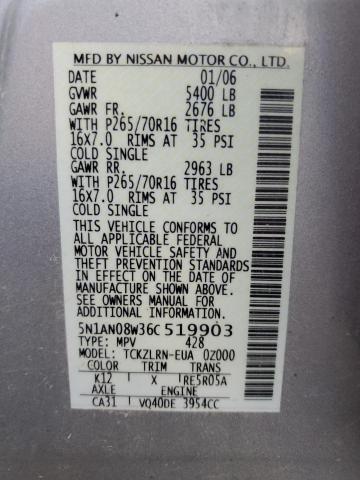 MFD BY NISSAN MOTOR CO., LTD.
DATE 01/06
GVWR 5400 LB
GAWR FR. 2676 LB
WITH P265/70R16 TIRES
16X7.0 RIMS AT 35 PSI
COLD SINGLE
GAWR RR. 2963 LB
WITH P265/70R16 TIRES
16X7.0 RIMS AT 35 PSI
COLD SINGLE
THIS VEHICLE CONFORMS TO
ALL APPLICABLE FEDERAL
MOTOR VEHICLE SAFETY AND
THEFT PREVENTION STANDARDS
IN EFFECT ON THE DATE OF
MANUFACTURE SHOWN ABOVE.
SEE OWNERS MANUAL FOR
ADDITIONAL INFORMATION.
5N1AN08W36C519903
TYPE: MPV 428
MODEL: TCKZLRN-EUA 0Z000
COLOR TRIM TRANS
K12 X RE5R05A
AXLE ENGINE
CA31 VQ40DE 3954CC